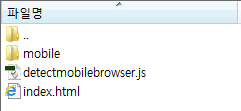 파일명
..
mobile
detectmobilebrowser.js
index.html